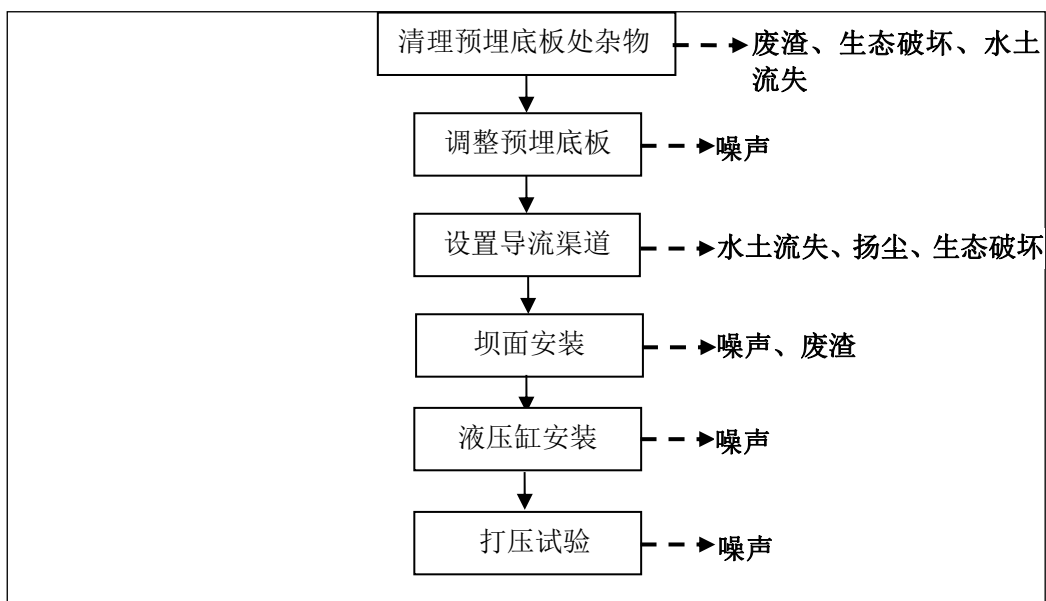 清理预埋底板处杂物
废渣、生态破坏、水土
流失
调整预埋底板
噪声
设置导流渠道
水土流失、扬尘、生态破坏
坝面安装
噪声、废渣
液压缸安装
噪声
打压试验
噪声